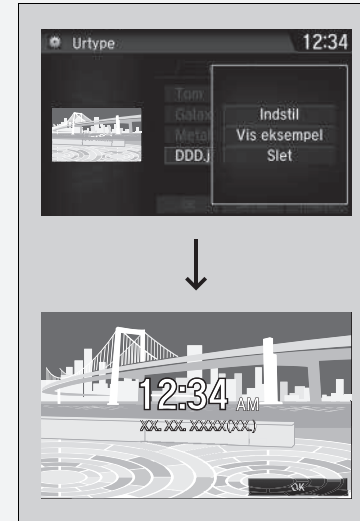 Urtype 12:34
Tom
Galax
Metal
DDD.j
Indstil
Vis eksempel
Slet
OK
12:34 AM
XX. XX. XXXX(XX.)
OK